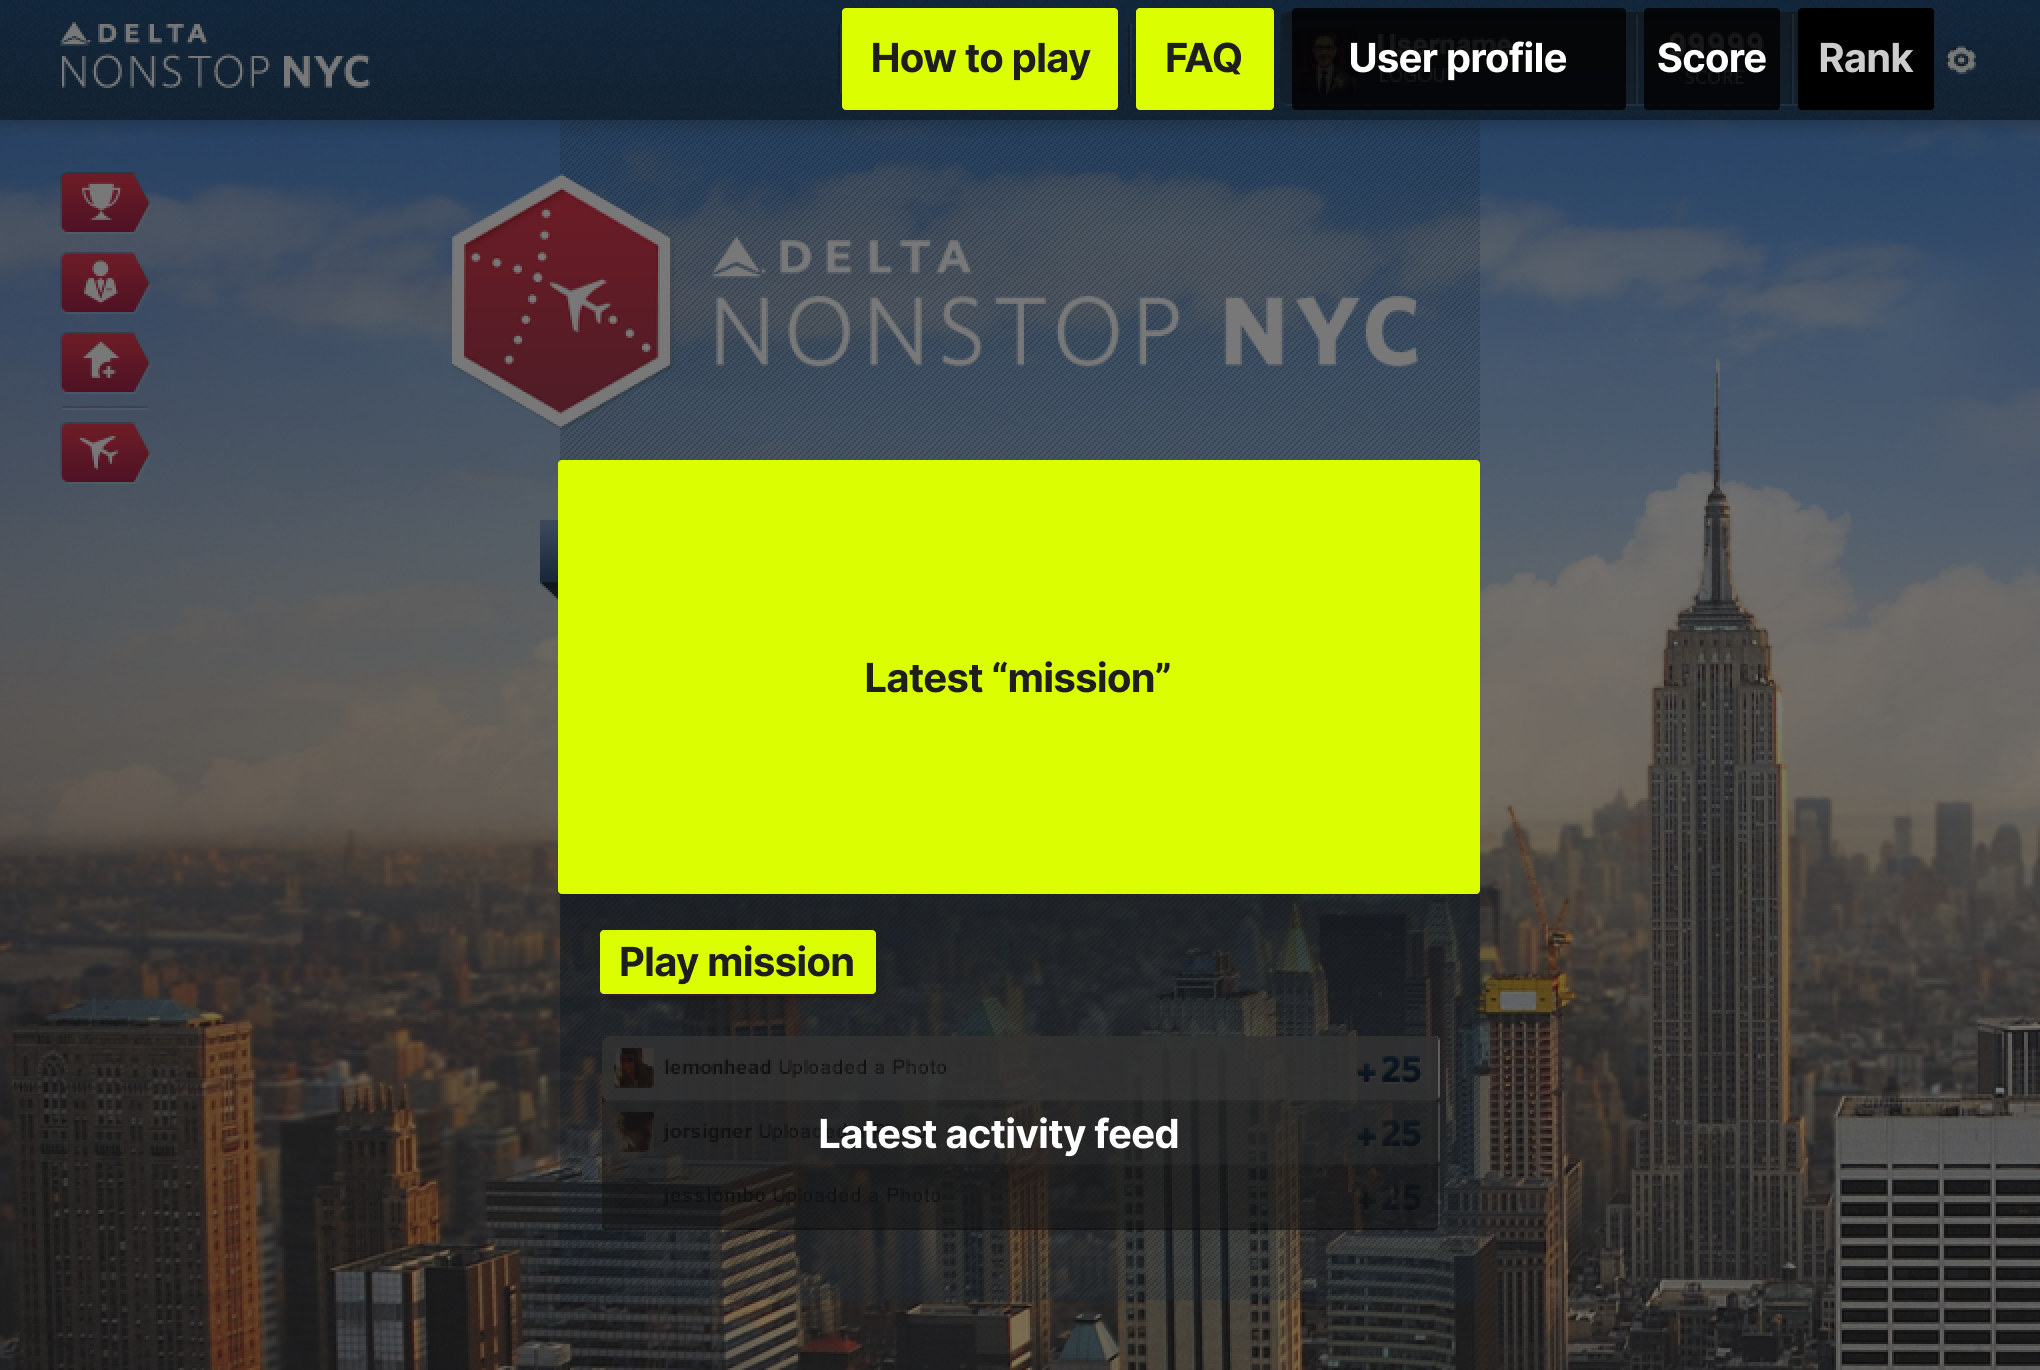 DELTA
NONSTOP NYC
How to play
FAQ
User profile
Score
Rank
DELTA
NONSTOP NYC
Latest “mission”
Play mission
lemonhead Uploaded a Photo
+25
jorsigner Uploaded
+25
Latest activity feed
jesslombo Uploaded a Photo
+25